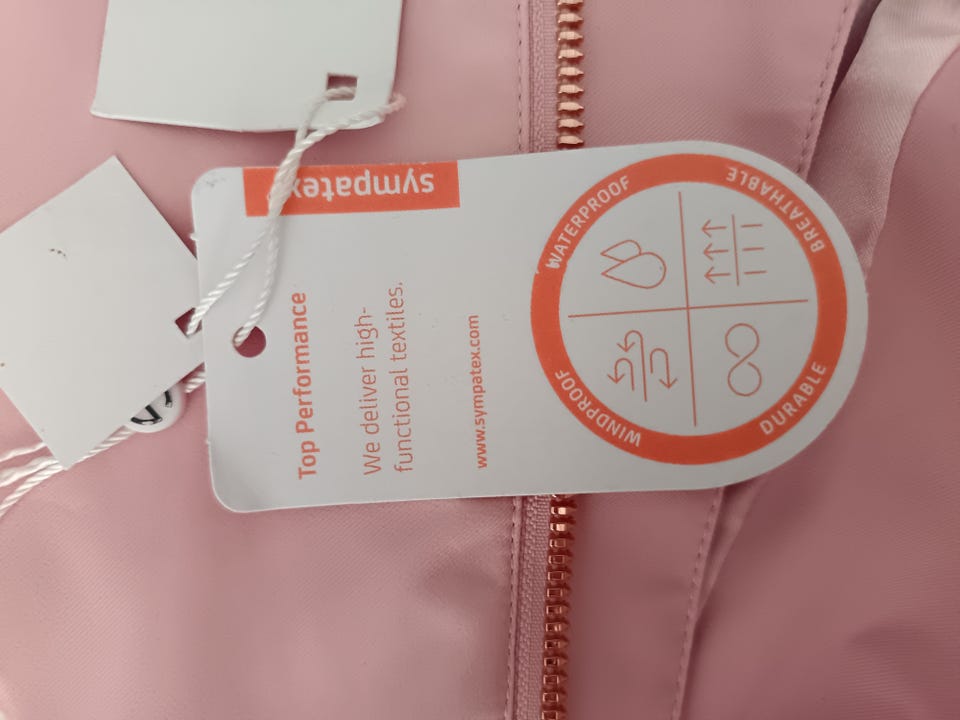 sympatex
Top Performance
We deliver high-
functional textiles.
www.sympatex.com
WATERPROOF
BREATHABLE
WINDPROOF
DURABLE